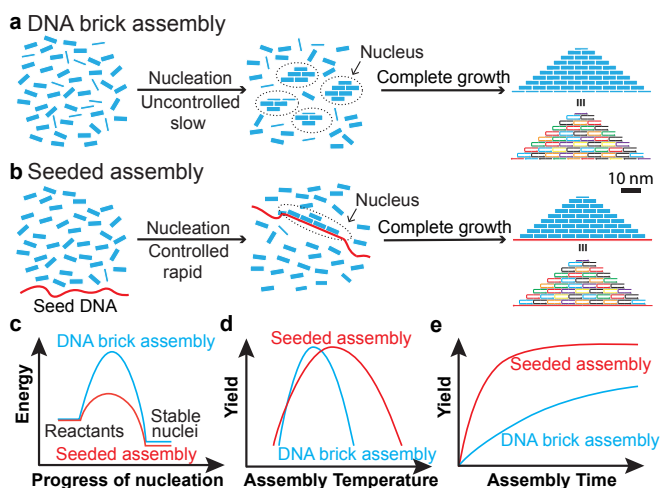 a DNA brick assembly
Nucleation
Uncontrolled
slow
Nucleus
Complete growth
III
10 nm
b Seeded assembly
Nucleation
Controlled
rapid
Seed DNA
Nucleus
Complete growth
III
c
DNA brick assembly
Energy
Reactants
Stable
nuclei
Seeded assembly
Progress of nucleation
d
Seeded assembly
Yield
DNA brick assembly
Assembly Temperature
e
Seeded assembly
Yield
DNA brick assembly
Assembly Time